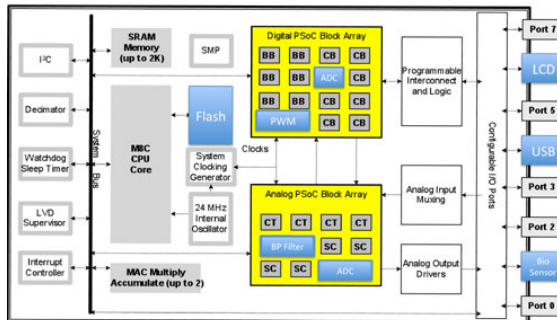 I²C
Decimator
Watchdog
Sleep Timer
LVD
Supervisor
Interrupt
Controller
System Bus
SRAM
Memory
(up to 2K)
SMP
M8C
CPU
Core
Flash
System
Clocking
Generator
24 MHz
Internal
Oscillator
MAC Multiply
Accumulate (up to 2)
Clocks
Digital PSoC Block Array
BB BB CB CB
BB BB ADC CB
BB BB CB CB
PWM CB CB
Analog PSoC Block Array
CT CT CT CT
BP Filter SC SC
SC SC ADC
Programmable
Interconnect
and Logic
Analog Input
Muxing
Analog Output
Drivers
Configurable I/O Ports
Port 7
LCD
Port 5
USB
Port 3
Port 2
Bio
Sensor
Port 0